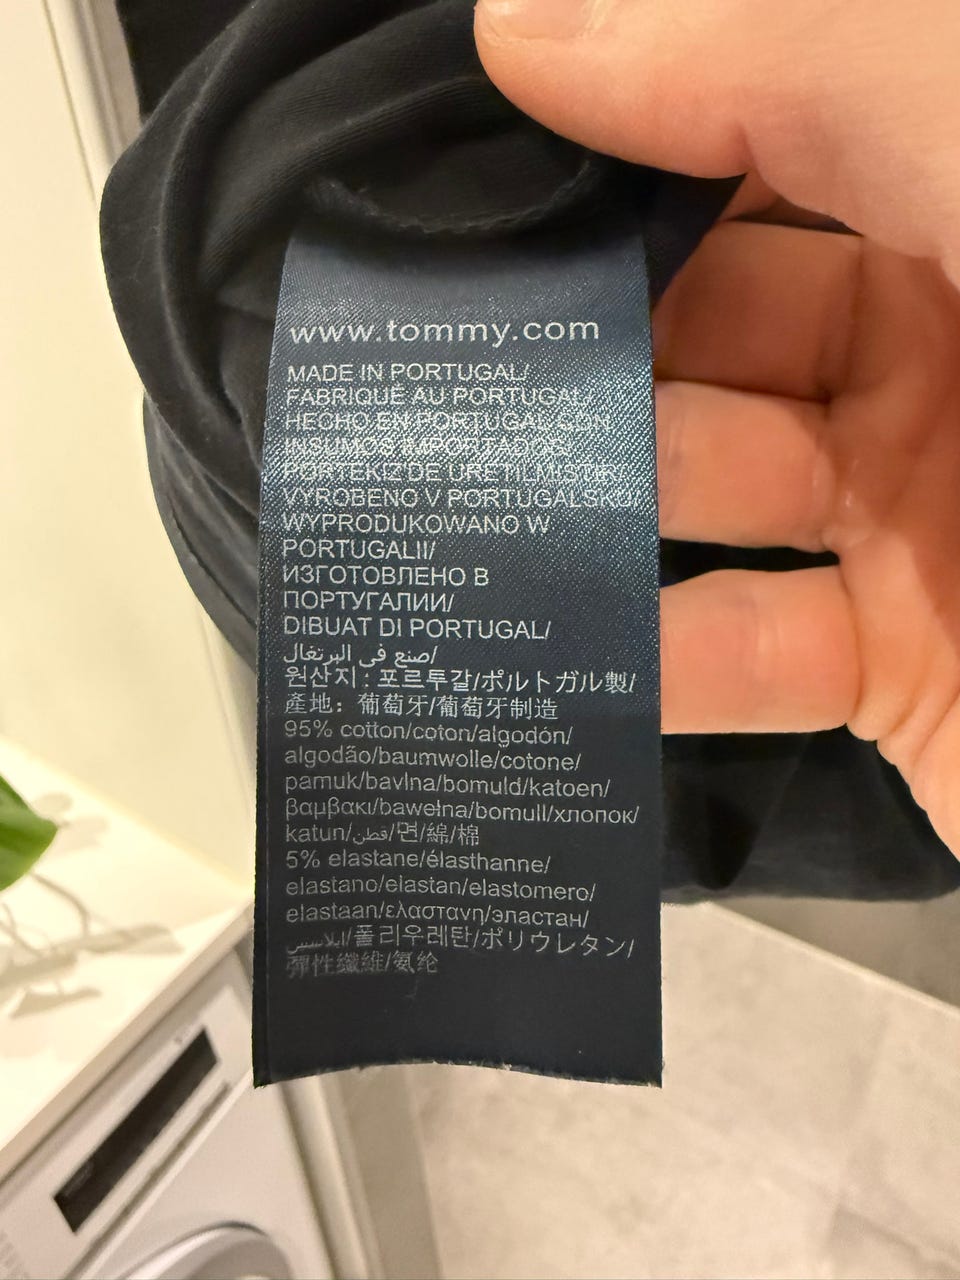 www.tommy.com
MADE IN PORTUGAL/
FABRIQUÉ AU PORTUGAL/
HECHO EN PORTUGAL CON
INSUMOS IMPORTADOS
PORTEKIZ'DE ÜRETILMISTIR/
VYROBENO V PORTUGALSKU/
WYPRODUKOWANO W
PORTUGALII/
ИЗГОТОВЛЕНО В
ПОРТУГАЛИИ/
DIBUAT DI PORTUGAL/
صنع في البرتغال/
원산지 : 포르투갈/ポルトガル製/
產地：葡萄牙/葡萄牙制造
95% cotton/coton/algodón/
algodão/baumwolle/cotone/
pamuk/bavlna/bomuld/katoen/
βαμβακι/bawełna/bomull/хлопок/
katun/قطن/면/綿/棉
5% elastane/élasthanne/
elastano/elastan/elastomero/
elastaan/ελαστανη/эластан/
/폴리우레탄/ポリウレタン/
彈性纖維/氨纶